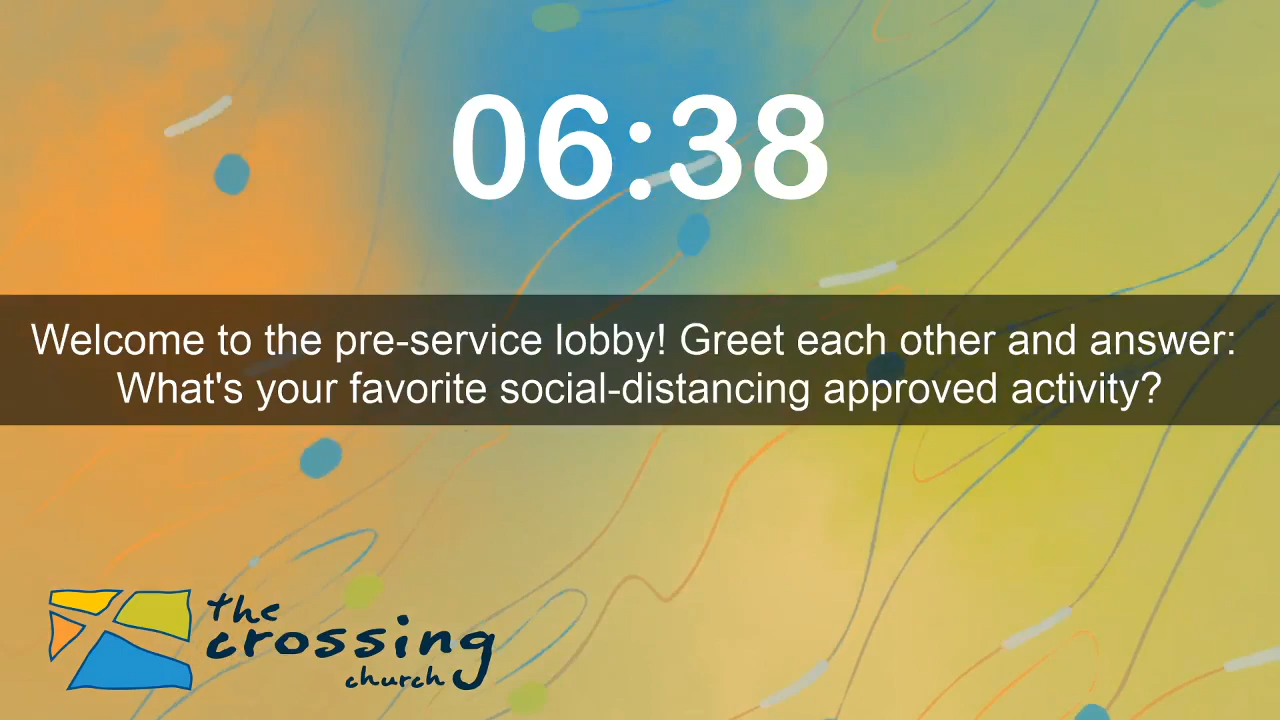 06:38
Welcome to the pre-service lobby! Greet each other and answer:
What's your favorite social-distancing approved activity?
the
crossing
church